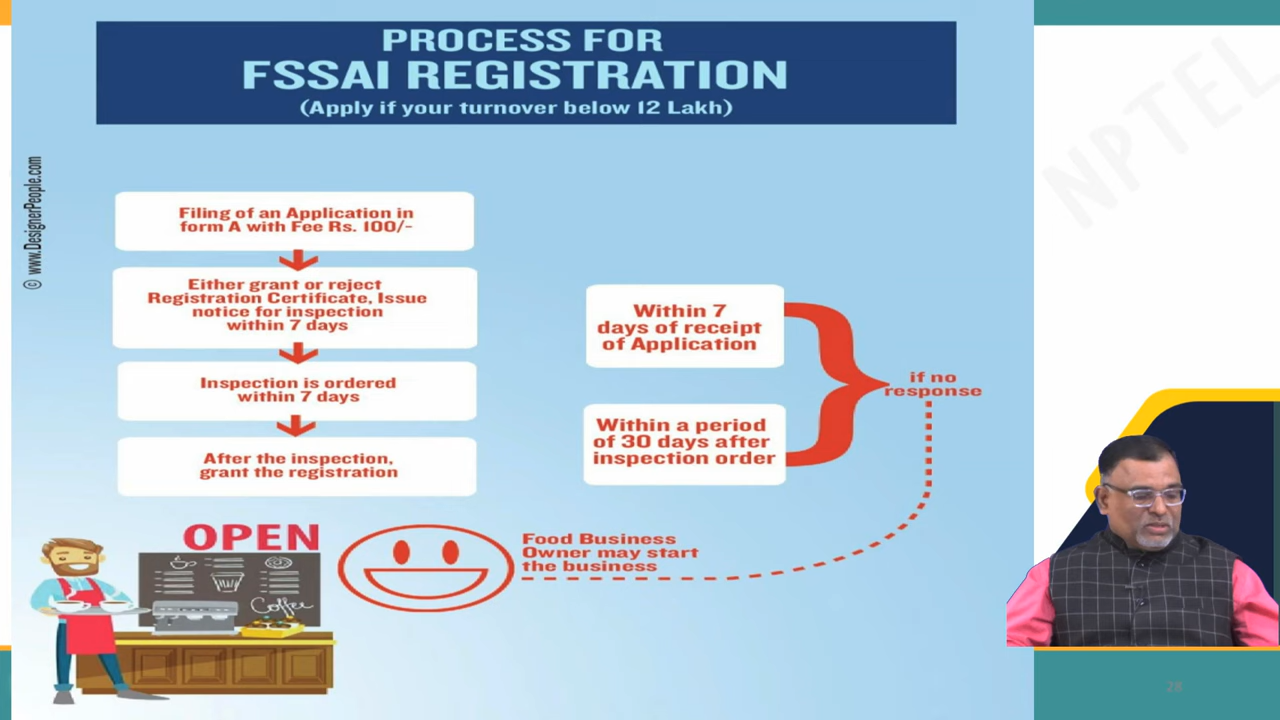 PROCESS FOR
FSSAI REGISTRATION
(Apply if your turnover below 12 Lakh)
© www.DesignerPeople.com
NPTEL
Filing of an Application in
form A with Fee Rs. 100/-
Either grant or reject
Registration Certificate, Issue
notice for inspection
within 7 days
Inspection is ordered
within 7 days
After the inspection,
grant the registration
Within 7
days of receipt
of Application
Within a period
of 30 days after
inspection order
if no
response
Food Business
Owner may start
the business
OPEN
Coffee
28